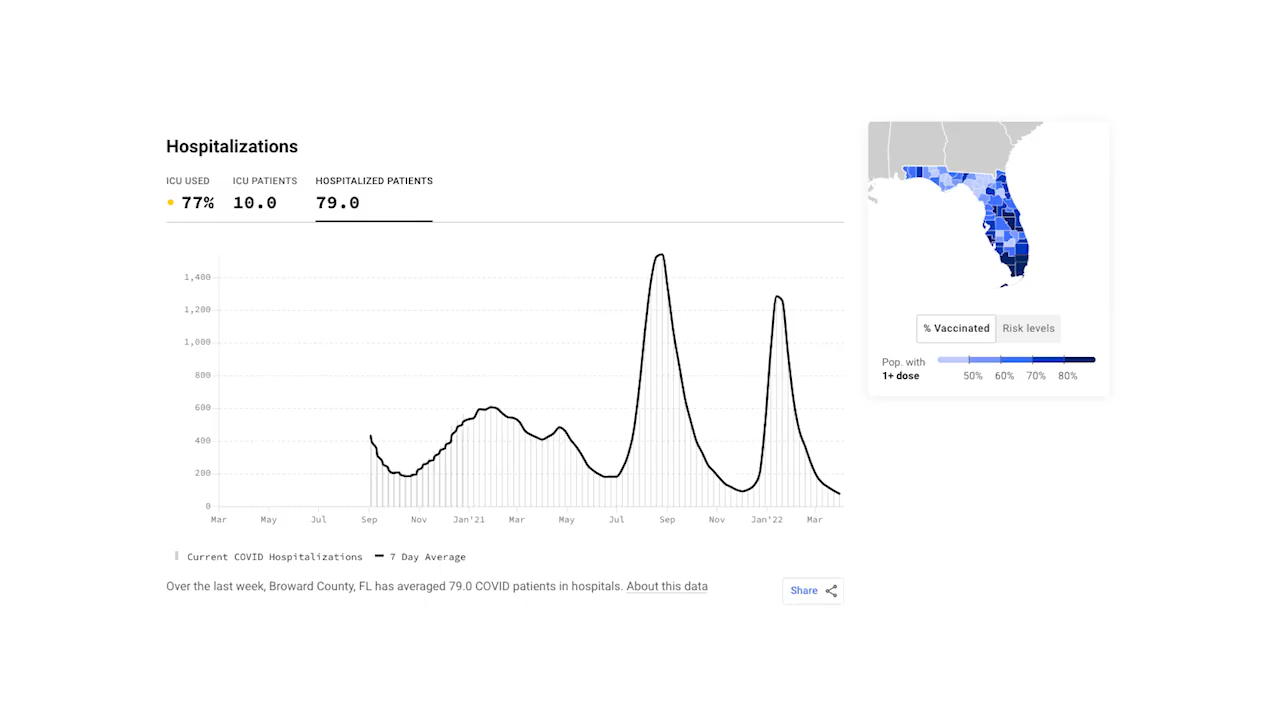 Hospitalizations
ICU USED ICU PATIENTS HOSPITALIZED PATIENTS
77% 10.0 79.0
1,400
1,200
1,000
800
600
400
200
0
Mar May Jul Sep Nov Jan'21 Mar May Jul Sep Nov Jan'22 Mar
Current COVID Hospitalizations 7 Day Average
Over the last week, Broward County, FL has averaged 79.0 COVID patients in hospitals. About this data
Share
% Vaccinated Risk levels
Pop. with
1+ dose
50% 60% 70% 80%